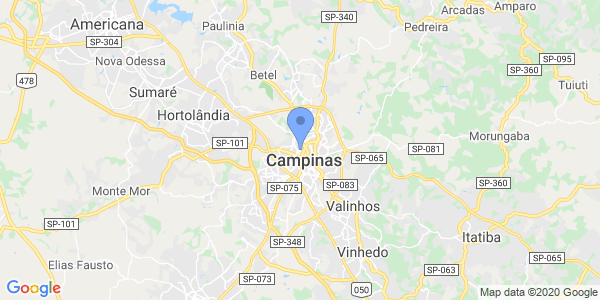 Arcadas
Amparo
SP-340
Americana
Paulinia
Pedreira
SP-304
Nova Odessa
SP-095
SP-360
478
Betel
Tuiuti
Sumaré
Hortolândia
Morungaba
SP-101
SP-081
Campinas
SP-065
SP-360
SP-075
SP-083
Monte Mor
Valinhos
SP-101
Itatiba
SP-348
Vinhedo
SP-065
Elias Fausto
SP-063
SP-073
050
Google
Map data ©2020 Google